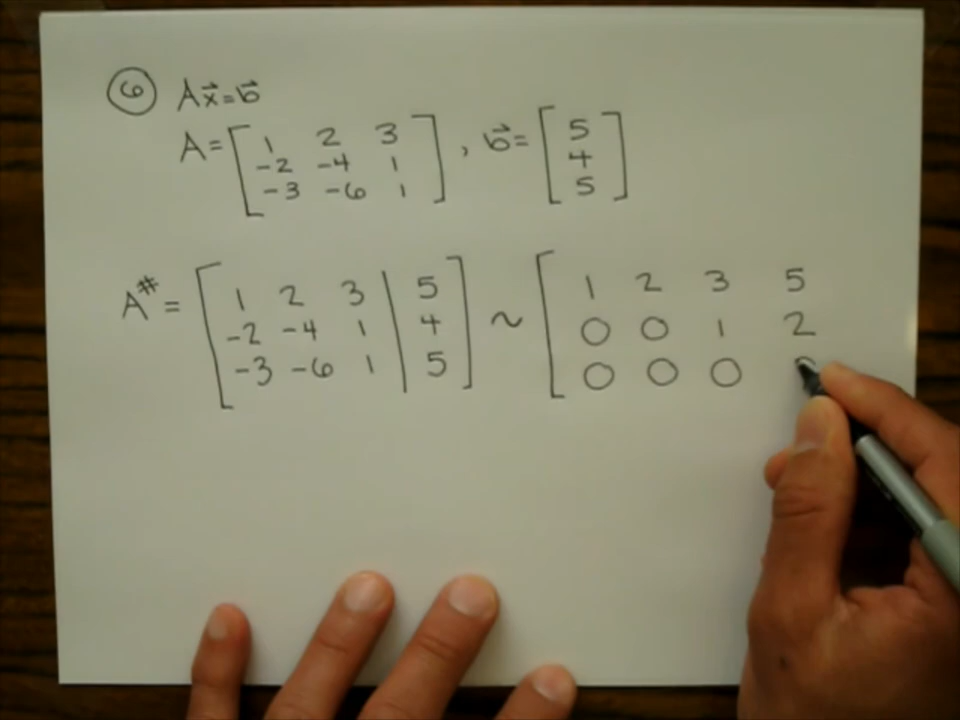 6 Ax⃗=b⃗
A= [ 1 2 3 ] , b⃗= [ 5 ]
[ -2 -4 1 ] [ 4 ]
[ -3 -6 1 ] [ 5 ]
A# = [ 1 2 3 | 5 ] ~ [ 1 2 3 5
[ -2 -4 1 | 4 ] [ 0 0 1 2
[ -3 -6 1 | 5 ] [ 0 0 0